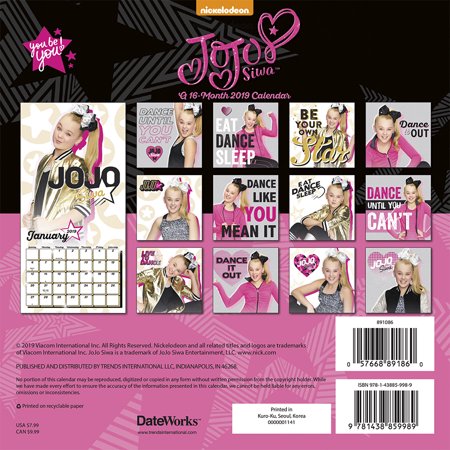 nickelodeon
you be
you!
JoJo
Siwa™
A 16-Month 2019 Calendar
JOJO
Siwa
2019
January
DANCE
UNTIL
YOU
CAN'T
JOJO
EAT
DANCE
SLEEP
BE
YOUR
OWN
Star
Dance
it OUT
JOJO
DANCE
LIKE
YOU
MEAN IT
EAT
DANCE
SLEEP
DANCE
UNTIL YOU
CAN'T
LIVE
TO
DANCE
DANCE
IT OUT
JOJO
JOJO
Siwa
891086
0 57668 89186 0
ISBN 978-1-43885-998-9
9 781438 859989
© 2019 Viacom International Inc. All Rights Reserved. Nickelodeon and all related titles and logos are trademarks
of Viacom International Inc. JoJo Siwa is a trademark of JoJo Siwa Entertainment, LLC. www.nick.com
PUBLISHED AND DISTRIBUTED BY TRENDS INTERNATIONAL LLC, INDIANAPOLIS, IN 46268
No portion of this calendar may be reproduced, digitized or copied in any form without written permission from the copyright holder. While
we have made every effort to ensure the accuracy of the information presented in this calendar, we cannot be held liable for any errors,
omissions or inconsistencies.
Printed on recyclable paper
USA $7.99
CAN $9.99
DateWorks™
www.trendsinternational.com
Printed in
Kuro-Ku, Seoul, Korea
0000001141